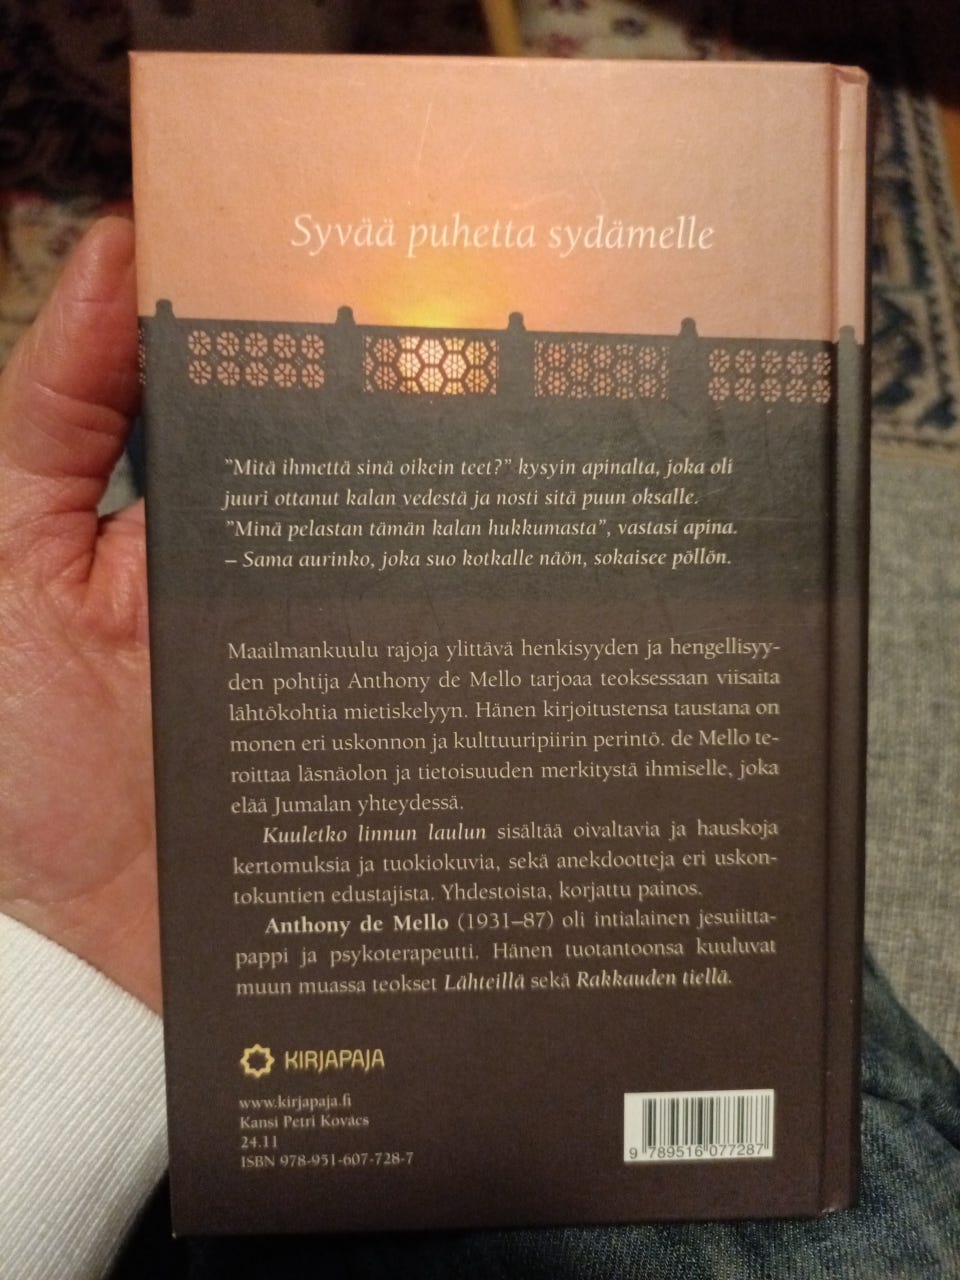 Syvää puhetta sydämelle
”Mitä ihmettä sinä oikein teet?” kysyin apinalta, joka oli
juuri ottanut kalan vedestä ja nosti sitä puun oksalle.
”Minä pelastan tämän kalan hukkumasta”, vastasi apina.
– Sama aurinko, joka suo kotkalle näön, sokaisee pöllön.
Maailmankuulu rajoja ylittävä henkisyyden ja hengellisyy-
den pohtija Anthony de Mello tarjoaa teoksessaan viisaita
lähtökohtia mietiskelyyn. Hänen kirjoitustensa taustana on
monen eri uskonnon ja kulttuuripiirin perintö. de Mello te-
roittaa läsnäolon ja tietoisuuden merkitystä ihmiselle, joka
elää Jumalan yhteydessä.
Kuuletko linnun laulun sisältää oivaltavia ja hauskoja
kertomuksia ja tuokiokuvia, sekä anekdootteja eri uskon-
tokuntien edustajista. Yhdestoista, korjattu painos.
Anthony de Mello (1931–87) oli intialainen jesuiitta-
pappi ja psykoterapeutti. Hänen tuotantoonsa kuuluvat
muun muassa teokset Lähteillä sekä Rakkauden tiellä.
KIRJAPAJA
www.kirjapaja.fi
Kansi Petri Kovács
24.11
ISBN 978-951-607-728-7
9 789516 077287